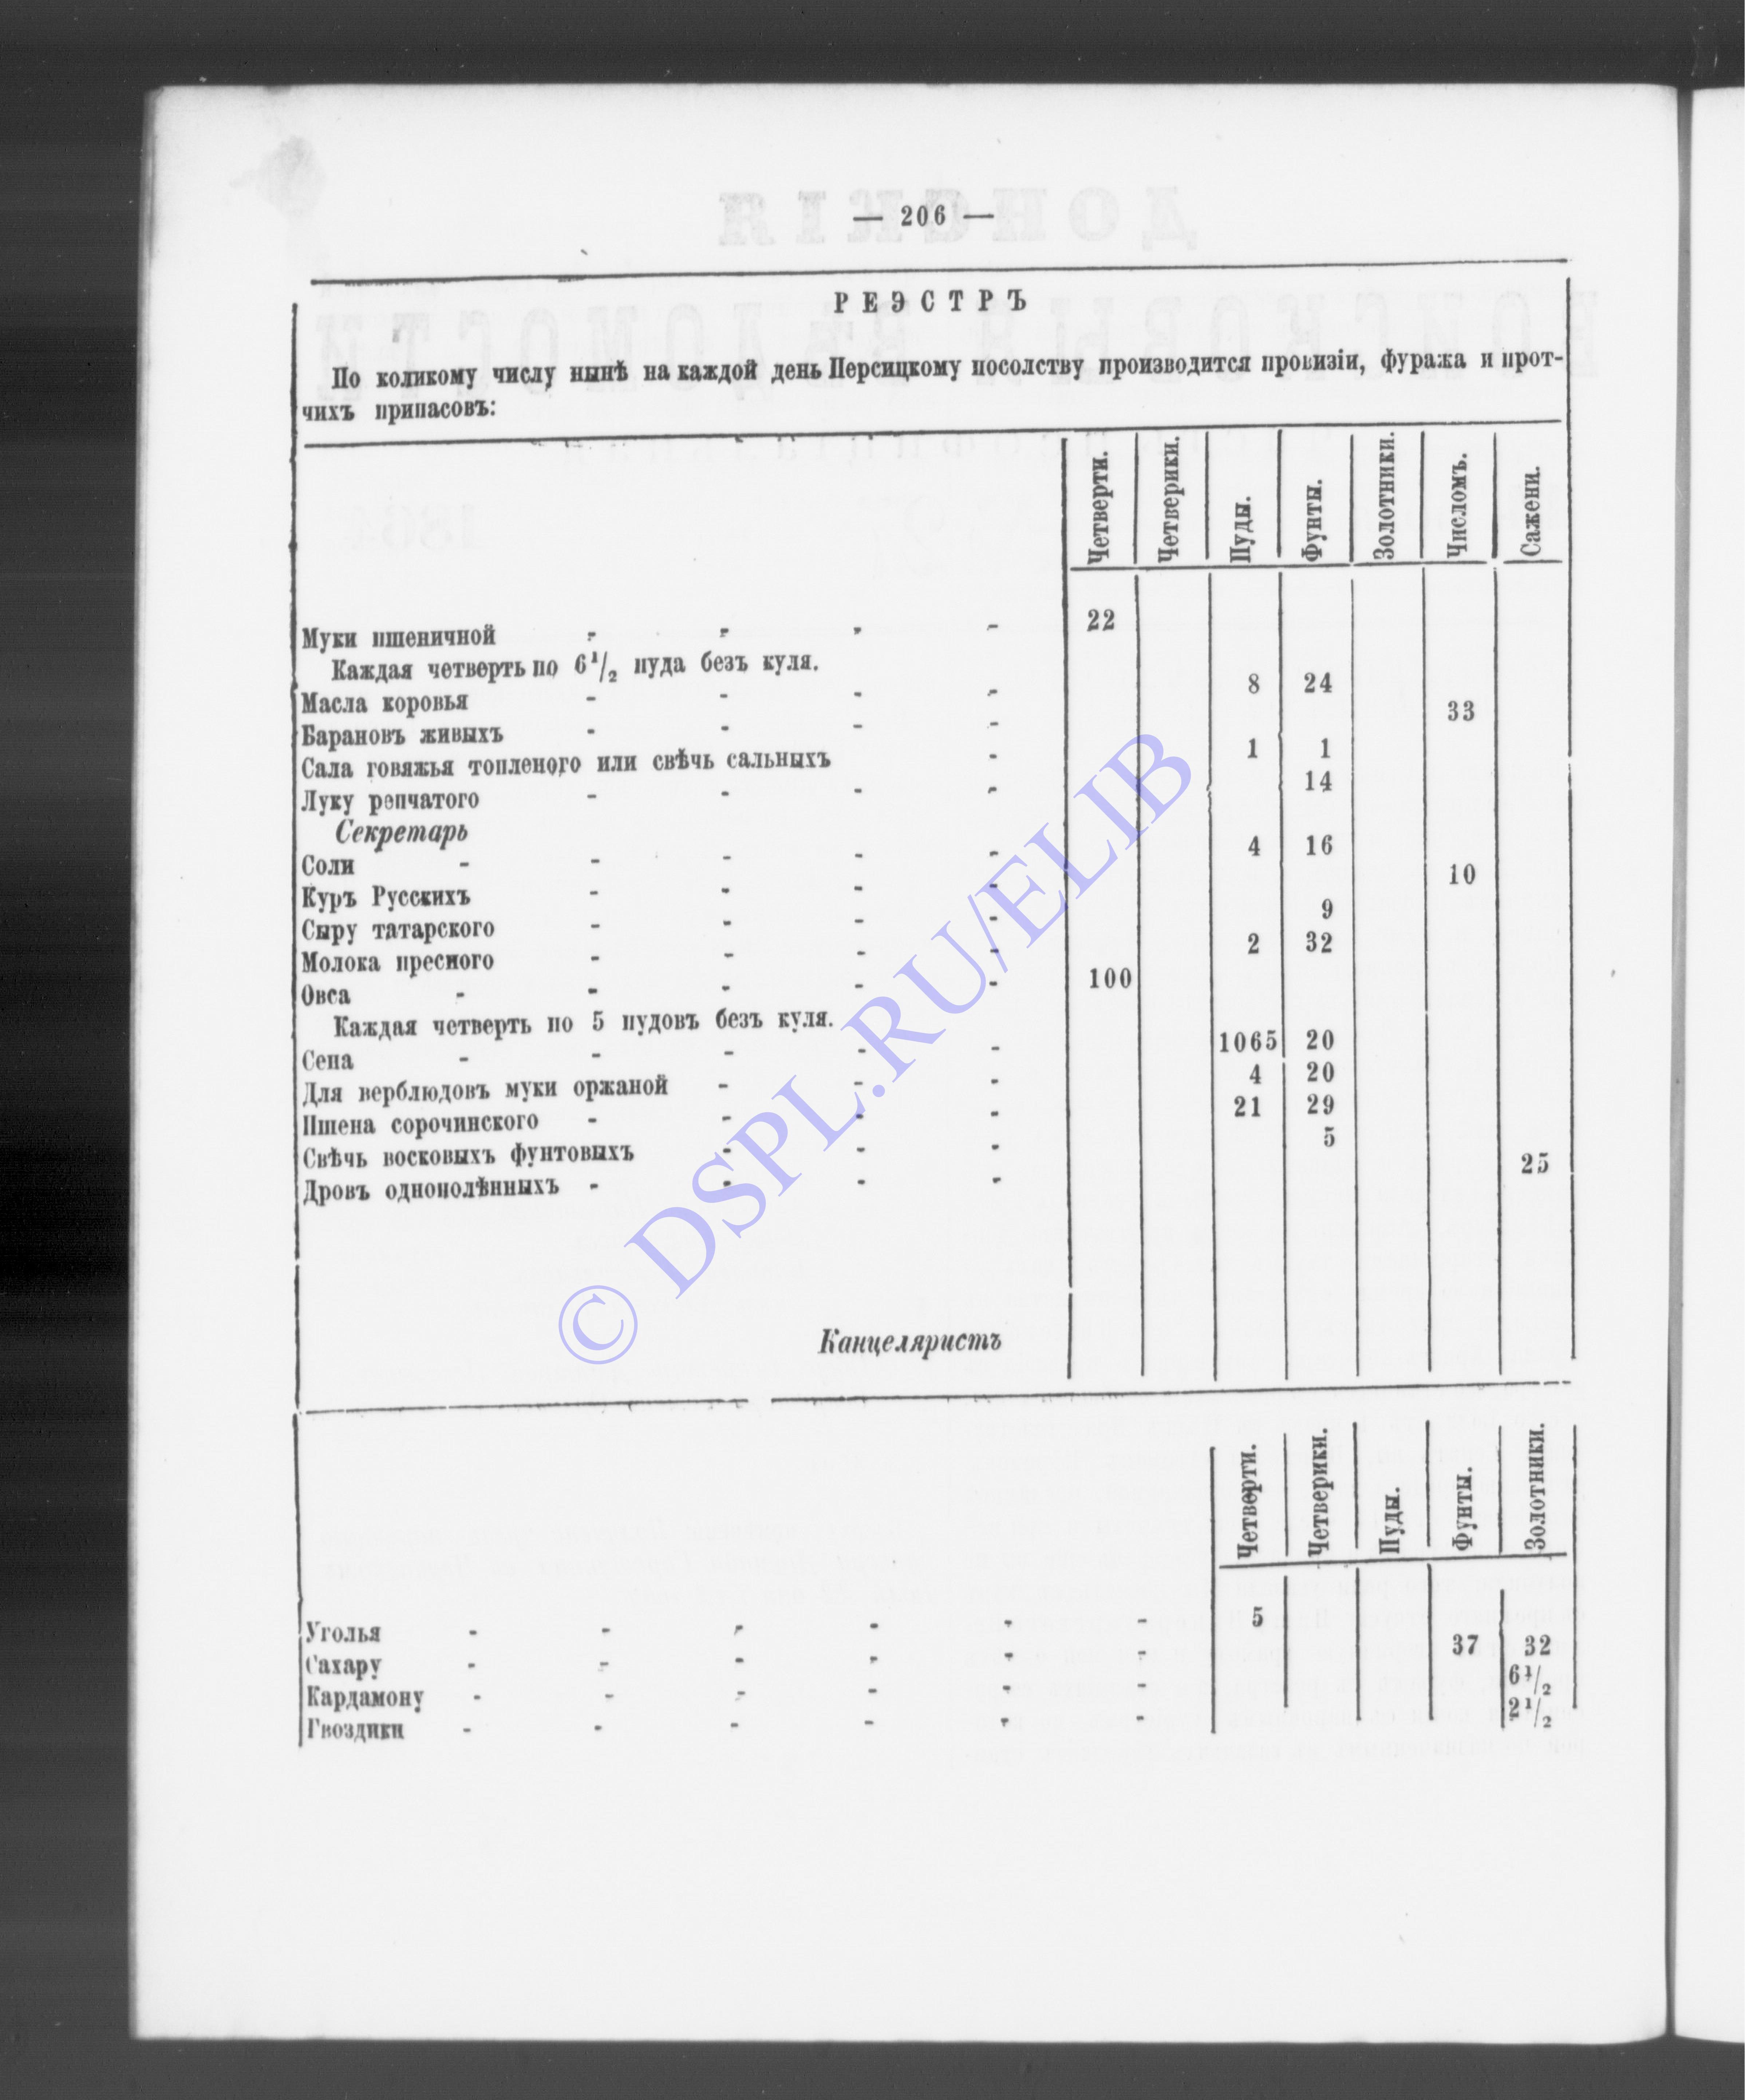 — 206 —
РЕЭСТРЪ
По коликому числу нынѣ на каждой день Персицкому посолству производится провизіи, фуража и прот-
чихъ припасовъ:
Четверти. Четверики. Пуды. Фунты. Золотники. Числомъ. Сажени.
Муки пшеничной - - - - 22
Каждая четверть по 6 1/2 пуда безъ куля.
Масла коровья - - - - 8 24
Барановъ живыхъ - - - - 33
Сала говяжья топленого или свѣчь сальныхъ - 1 1
Луку репчатого - - - - 14
Секретарь
Соли - - - - - 4 16
Куръ Русскихъ - - - - 10
Сыру татарского - - - - 9
Молока пресного - - - - 2 32
Овса - - - - - 100
Каждая четверть по 5 пудовъ безъ куля.
Сена - - - - - 1065 20
Для верблюдовъ муки оржаной - - - 4 20
Пшена сорочинского - - - - 21 29
Свѣчь восковыхъ фунтовыхъ - - - 5
Дровъ однополѣнныхъ - - - - 25
Канцеляристъ
Четверти. Четверики. Пуды. Фунты. Золотники.
Уголья - - - - - - 5
Сахару - - - - - - 37 32
Кардамону - - - - - - 6 1/2
Гвоздики - - - - - - 2 1/2
© DSPL.RU/ELIB